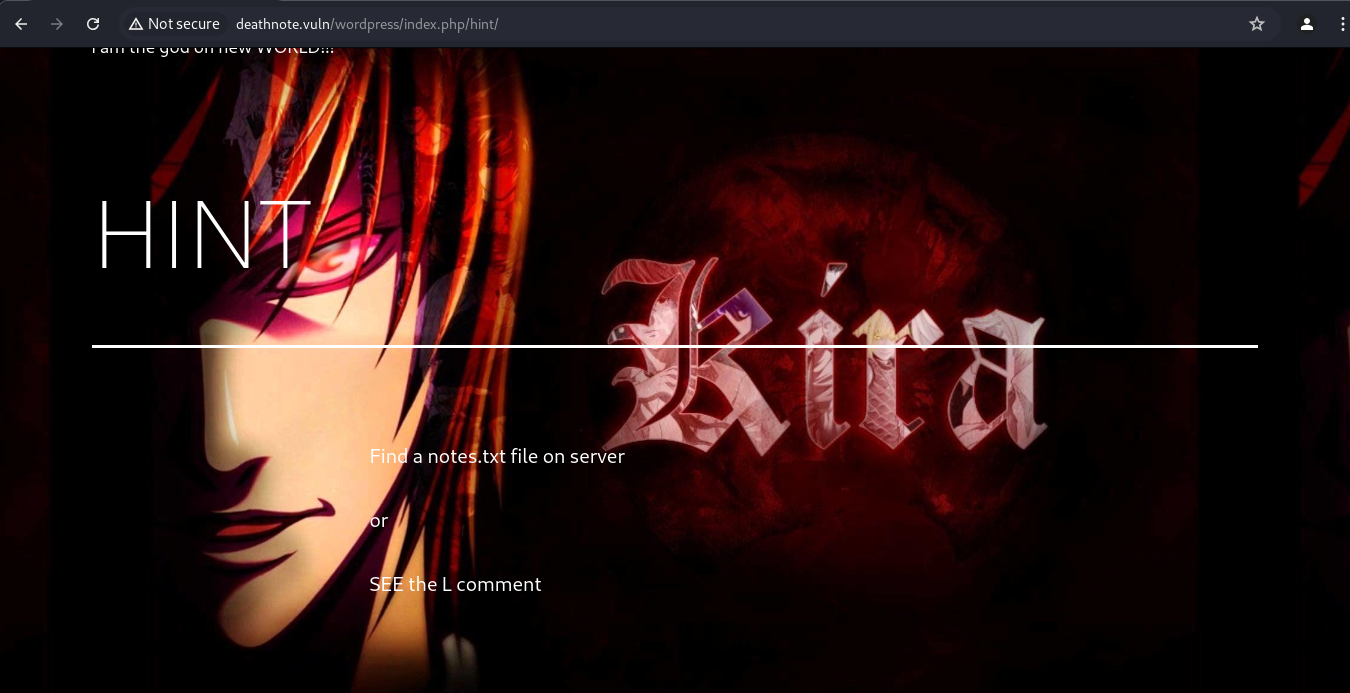 Not secure deathnote.vuln/wordpress/index.php/hint/
I am the god on new WORLD!!!
HINT
Kira
Find a notes.txt file on server
or
SEE the L comment